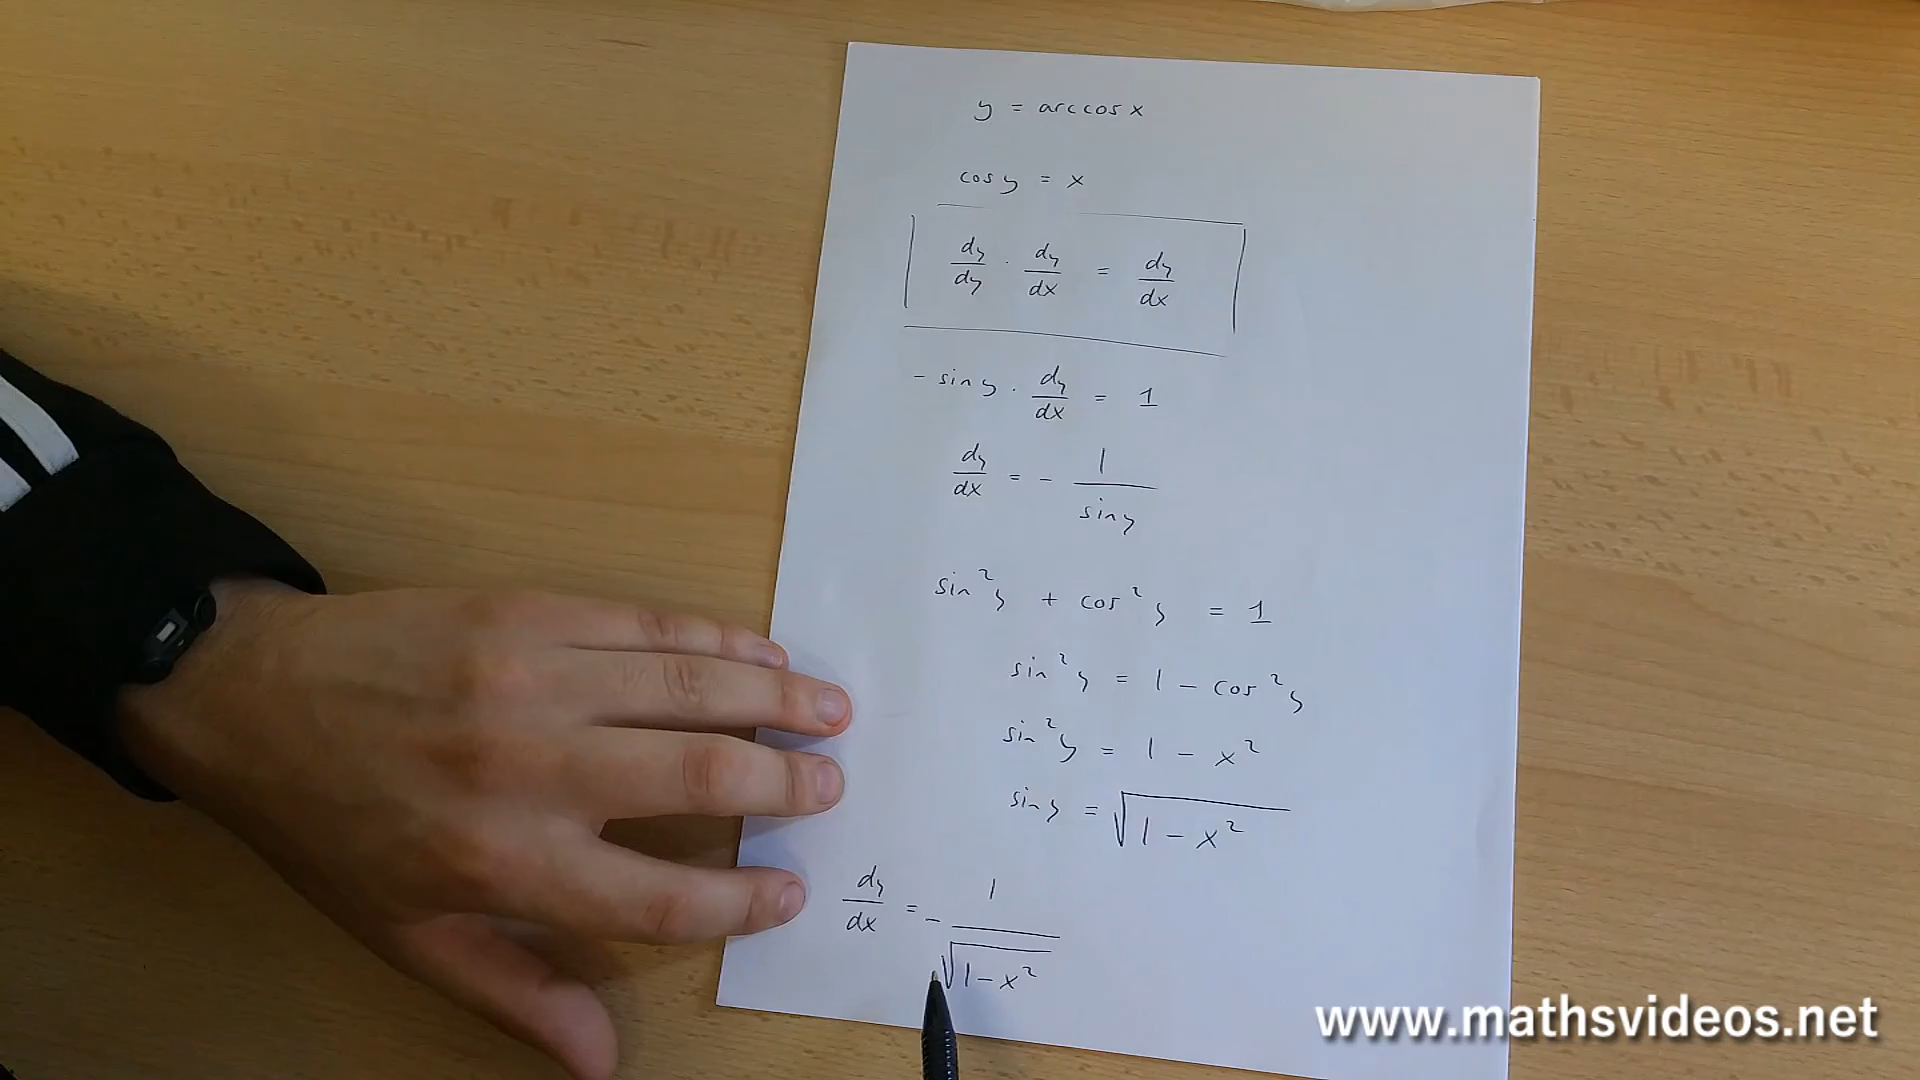 y = arccos x
cos y = x
dy/dy · dy/dx = dy/dx
- sin y · dy/dx = 1
dy/dx = - 1/sin y
sin²y + cos²y = 1
sin²y = 1 - cos²y
sin²y = 1 - x²
sin y = √(1 - x²)
dy/dx = - 1/√(1-x²)
www.mathsvideos.net